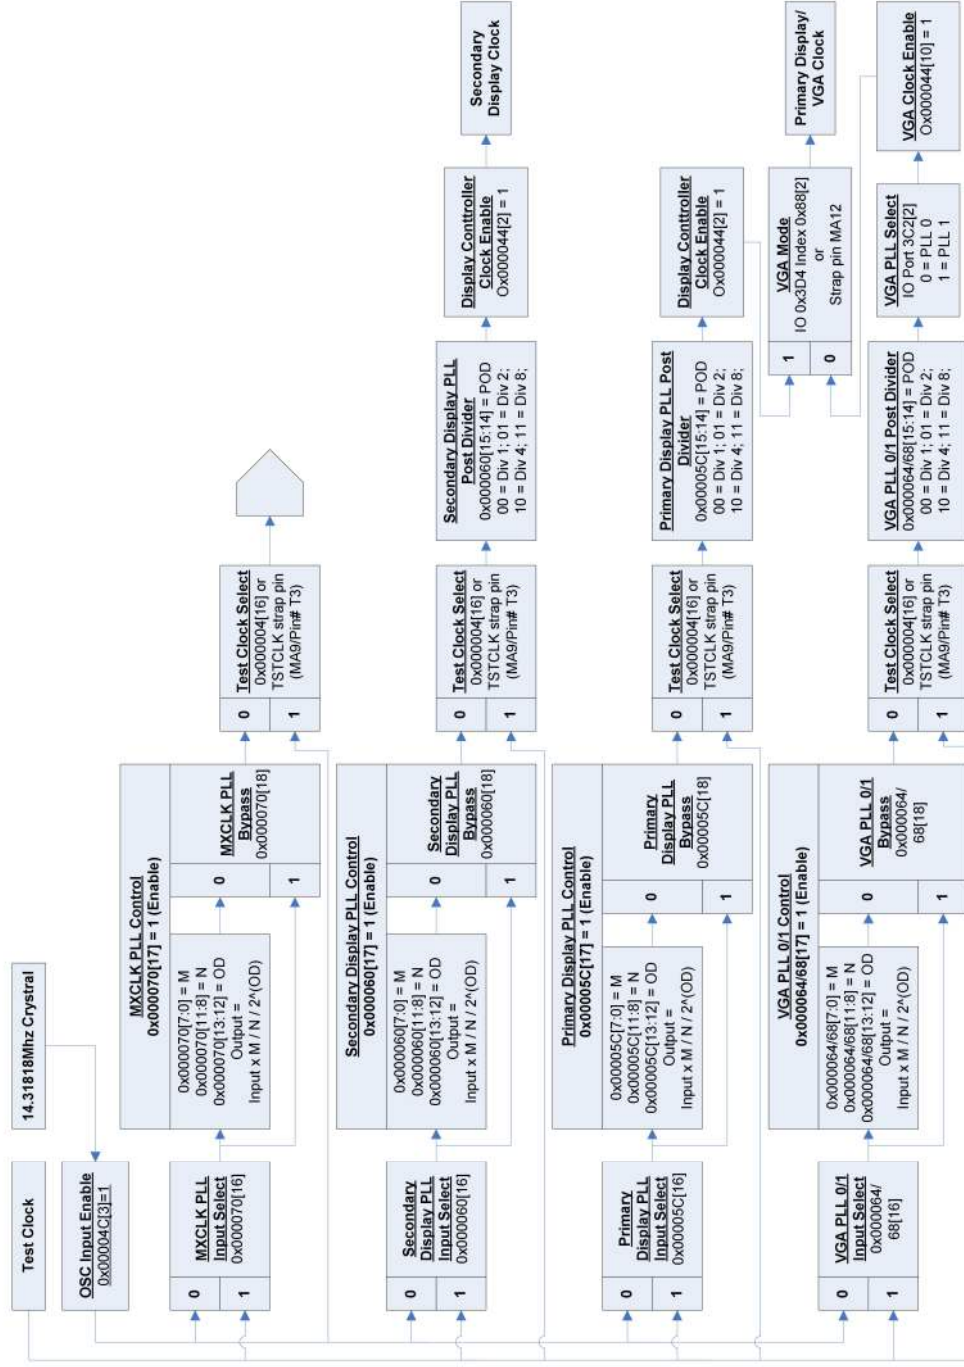 Test Clock
14.31818Mhz Crystral
OSC Input Enable
0x00004C[3]=1
0
1
MXCLK PLL
Input Select
0x000070[16]
MXCLK PLL Control
0x000070[17] = 1 (Enable)
0x000070[7:0] = M
0x000070[11:8] = N
0x000070[13:12] = OD
Output =
Input x M / N / 2^(OD)
0
1
MXCLK PLL
Bypass
0x000070[18]
0
1
Test Clock Select
0x000004[16] or
TSTCLK strap pin
(MA9/Pin# T3)
0
1
Secondary
Display PLL
Input Select
0x000060[16]
Secondary Display PLL Control
0x000060[17] = 1 (Enable)
0x000060[7:0] = M
0x000060[11:8] = N
0x000060[13:12] = OD
Output =
Input x M / N / 2^(OD)
0
1
Secondary
Display PLL
Bypass
0x000060[18]
0
1
Test Clock Select
0x000004[16] or
TSTCLK strap pin
(MA9/Pin# T3)
Secondary Display PLL
Post Divider
0x000060[15:14] = POD
00 = Div 1; 01 = Div 2;
10 = Div 4; 11 = Div 8;
Display Conttroller
Clock Enable
Ox000044[2] = 1
Secondary
Display Clock
0
1
Primary
Display PLL
Input Select
0x00005C[16]
Primary Display PLL Control
0x00005C[17] = 1 (Enable)
0x00005C[7:0] = M
0x00005C[11:8] = N
0x00005C[13:12] = OD
Output =
Input x M / N / 2^(OD)
0
1
Primary
Display PLL
Bypass
0x00005C[18]
0
1
Test Clock Select
0x000004[16] or
TSTCLK strap pin
(MA9/Pin# T3)
Primary Display PLL Post
Divider
0x00005C[15:14] = POD
00 = Div 1; 01 = Div 2;
10 = Div 4; 11 = Div 8;
Display Conttroller
Clock Enable
Ox000044[2] = 1
1
0
VGA Mode
IO 0x3D4 Index 0x88[2]
or
Strap pin MA12
Primary Display/
VGA Clock
0
1
VGA PLL 0/1
Input Select
0x000064/
68[16]
VGA PLL 0/1 Control
0x000064/68[17] = 1 (Enable)
0x000064/68[7:0] = M
0x000064/68[11:8] = N
0x000064/68[13:12] = OD
Output =
Input x M / N / 2^(OD)
0
1
VGA PLL 0/1
Bypass
0x000064/
68[18]
0
1
Test Clock Select
0x000004[16] or
TSTCLK strap pin
(MA9/Pin# T3)
VGA PLL 0/1 Post Divider
0x000064/68[15:14] = POD
00 = Div 1; 01 = Div 2;
10 = Div 4; 11 = Div 8;
VGA PLL Select
IO Port 3C2[2]
0 = PLL 0
1 = PLL 1
VGA Clock Enable
Ox000044[10] = 1